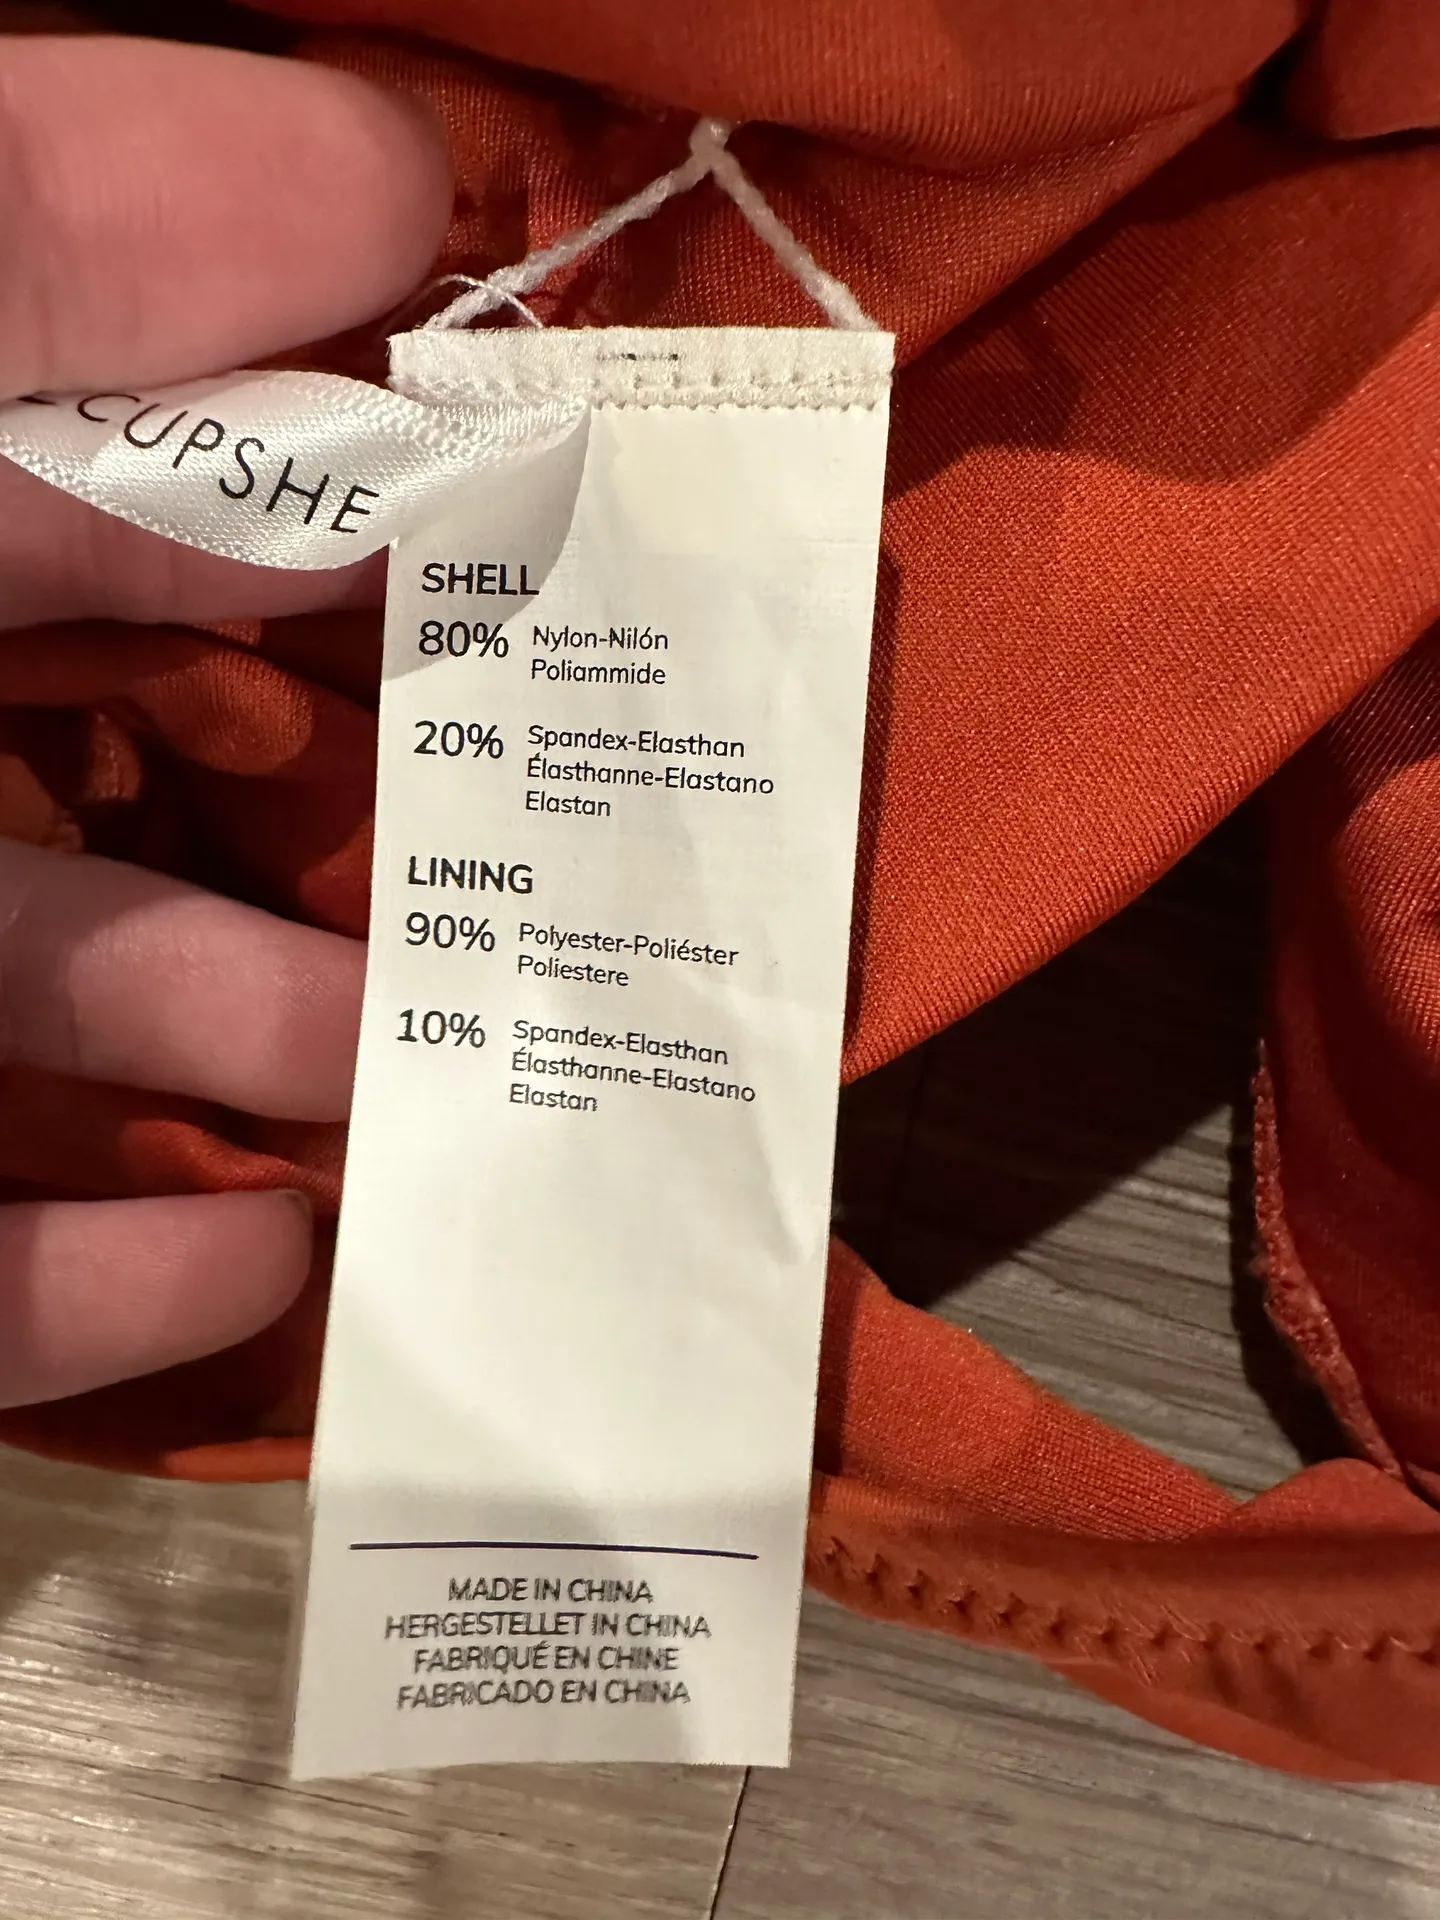 CUPSHE
SHELL
80% Nylon-Nilón
Poliammide
20% Spandex-Elasthan
Élasthanne-Elastano
Elastan
LINING
90% Polyester-Poliéster
Poliestere
10% Spandex-Elasthan
Élasthanne-Elastano
Elastan
MADE IN CHINA
HERGESTELLET IN CHINA
FABRIQUÉ EN CHINE
FABRICADO EN CHINA